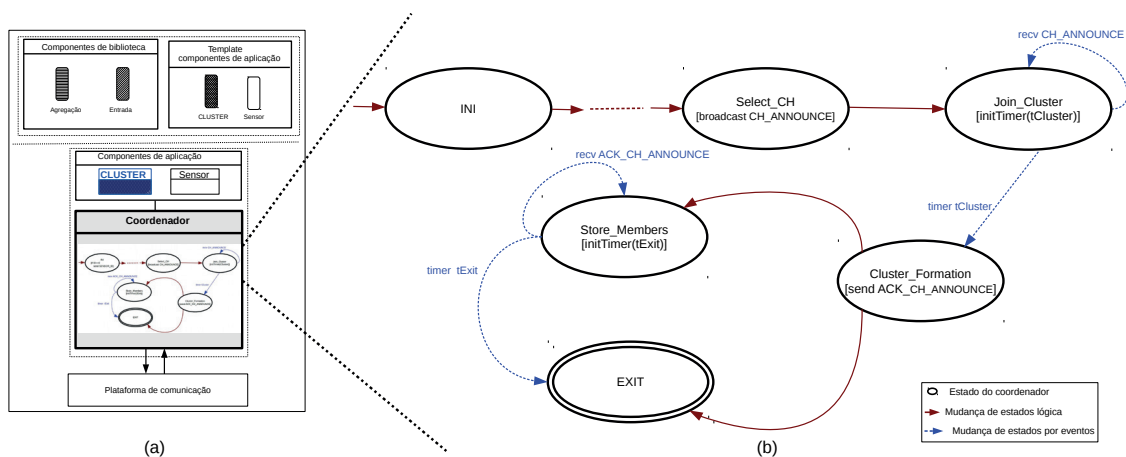 Componentes de biblioteca
Agregação
Entrada
Template
componentes de aplicação
CLUSTER
Sensor
Componentes de aplicação
CLUSTER
Sensor
Coordenador
Plataforma de comunicação
(a)
INI
Select_CH
[broadcast CH_ANNOUNCE]
recv CH_ANNOUNCE
Join_Cluster
[initTimer(tCluster)]
recv ACK_CH_ANNOUNCE
Store_Members
[initTimer(tExit)]
timer tCluster
Cluster_Formation
[send ACK_CH_ANNOUNCE]
timer tExit
EXIT
Estado do coordenador
Mudança de estados lógica
Mudança de estados por eventos
(b)